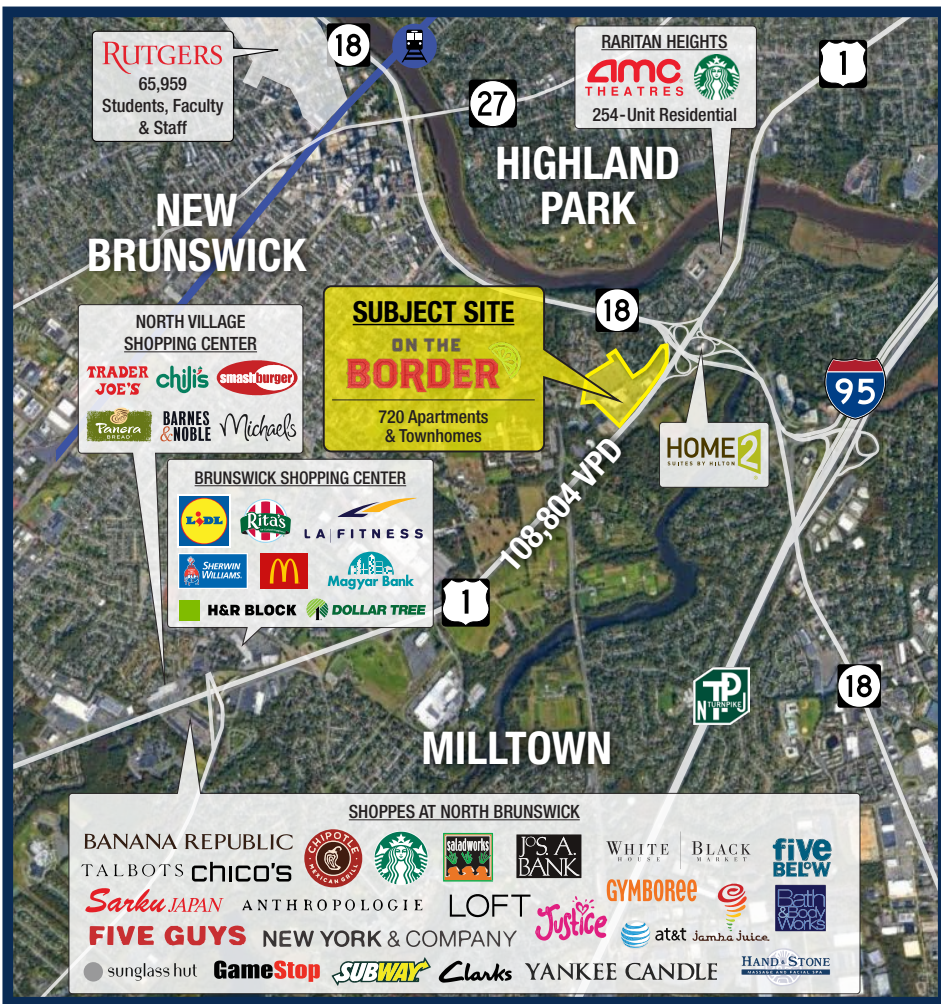 RUTGERS
65,959
Students, Faculty
& Staff
18
27
RARITAN HEIGHTS
amc
THEATRES
254-Unit Residential
1
HIGHLAND
PARK
NEW
BRUNSWICK
NORTH VILLAGE
SHOPPING CENTER
TRADER
JOE'S
chili's
smashburger
Panera
BREAD
BARNES
&NOBLE
Michaels
SUBJECT SITE
ON THE
BORDER
720 Apartments
& Townhomes
18
95
HOME2
SUITES BY HILTON
108,804 VPD
BRUNSWICK SHOPPING CENTER
LiDL
Rita's
LA|FITNESS
SHERWIN
WILLIAMS.
Magyar Bank
H&R BLOCK
DOLLAR TREE
1
NTPJ
TURNPIKE
18
MILLTOWN
SHOPPES AT NORTH BRUNSWICK
BANANA REPUBLIC
TALBOTS chico's
CHIPOTLE
MEXICAN GRILL
saladworks
JOS. A.
BANK
WHITE | BLACK
HOUSE | MARKET
five
BELOW
Sarku JAPAN
ANTHROPOLOGIE
LOFT
Justice
GYMBOREE
Jamba Juice
Bath
&Body
Works
FIVE GUYS
NEW YORK & COMPANY
at&t
sunglass hut
GameStop
SUBWAY
Clarks
YANKEE CANDLE
HAND & STONE
MASSAGE AND FACIAL SPA